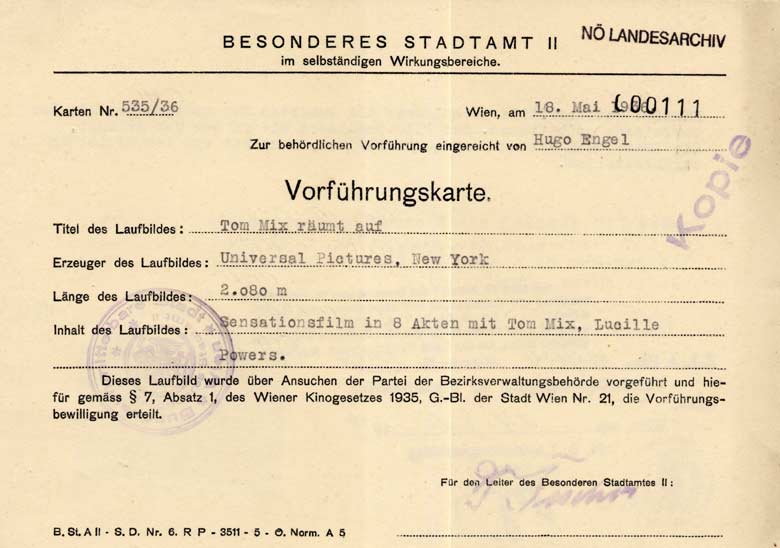 BESONDERES STADTAMT II
NÖ LANDESARCHIV
im selbständigen Wirkungsbereiche.
Karten Nr. 535/36
Wien, am 18. Mai 1936
000111
Zur behördlichen Vorführung eingereicht von Hugo Engel
Kopie
Vorführungskarte.
Titel des Laufbildes: Tom Mix räumt auf
Erzeuger des Laufbildes: Universal Pictures, New York
Länge des Laufbildes: 2.080 m
Inhalt des Laufbildes: Sensationsfilm in 8 Akten mit Tom Mix, Lucille
Powers.
Dieses Laufbild wurde über Ansuchen der Partei der Bezirksverwaltungsbehörde vorgeführt und hie-
für gemäss § 7, Absatz 1, des Wiener Kinogesetzes 1935, G.-Bl. der Stadt Wien Nr. 21, die Vorführungs-
bewilligung erteilt.
Für den Leiter des Besonderen Stadtamtes II:
B. St. A II - S. D. Nr. 6. R P - 3511 - 5 - Ö. Norm. A 5